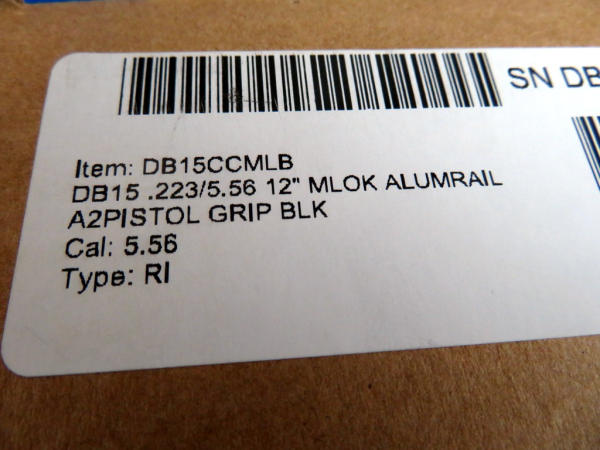 SN DB
Item: DB15CCMLB
DB15 .223/5.56 12" MLOK ALUMRAIL
A2PISTOL GRIP BLK
Cal: 5.56
Type: RI